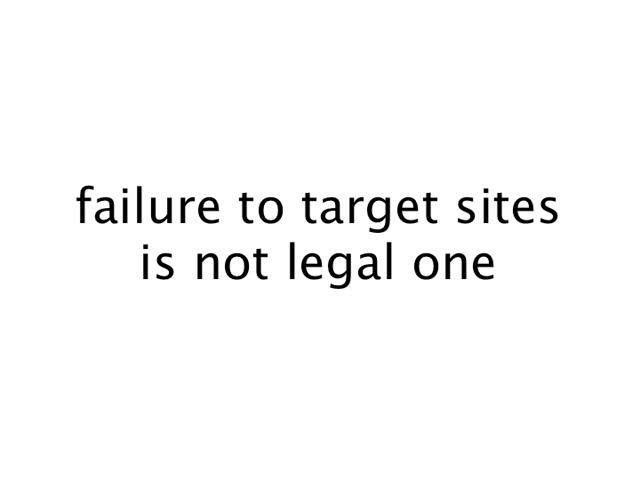 failure to target sites
is not legal one